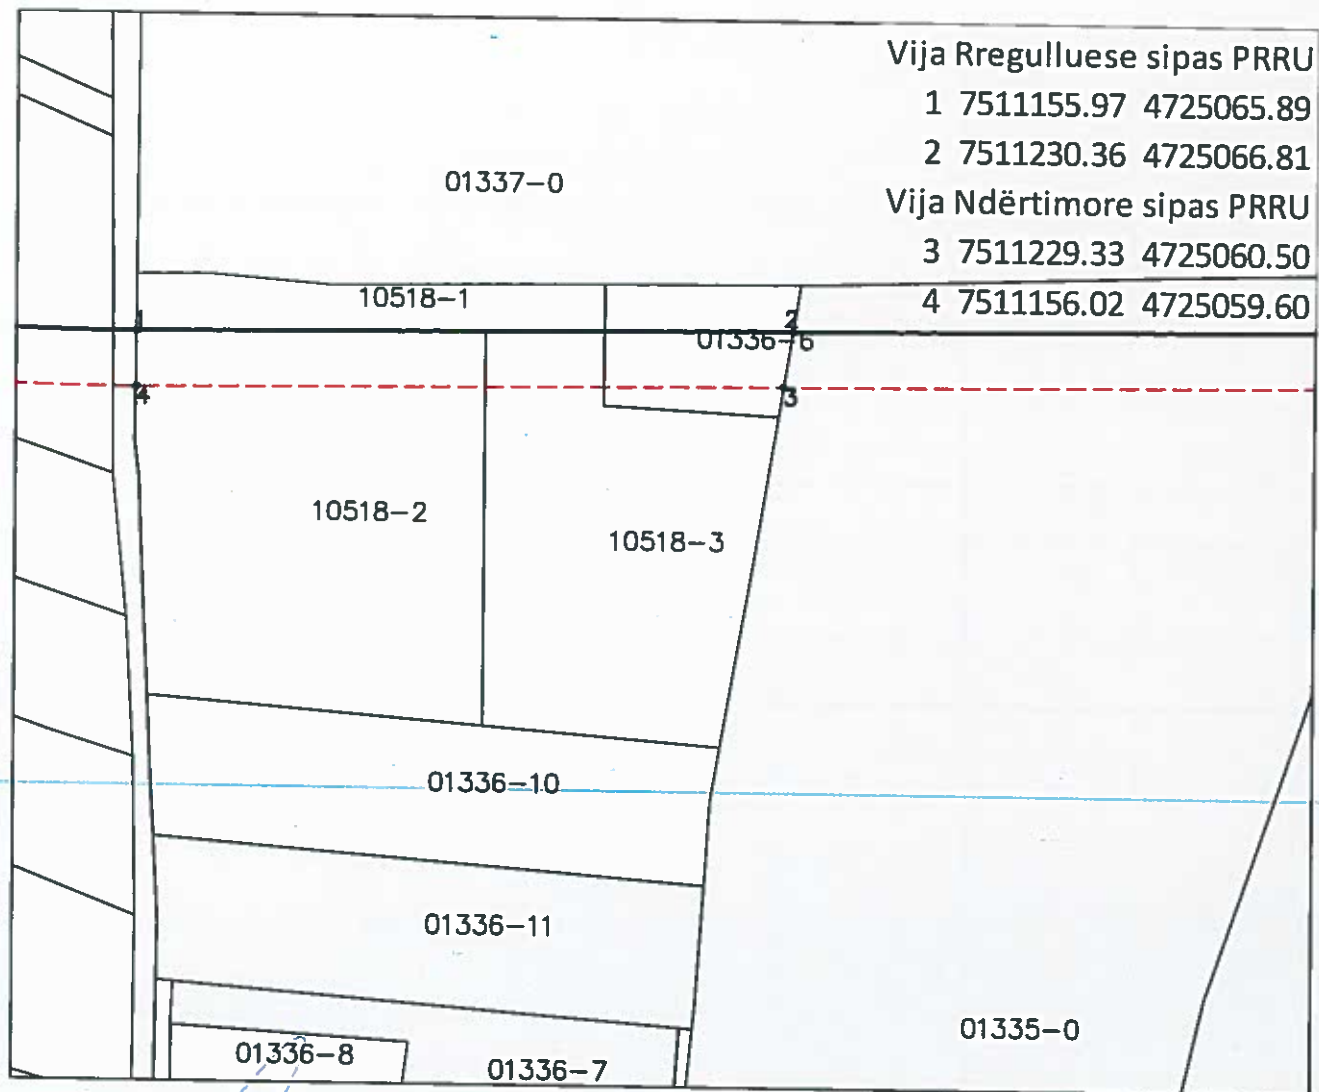 Vija Rregulluese sipas PRRU
1 7511155.97 4725065.89
2 7511230.36 4725066.81
Vija Ndërtimore sipas PRRU
3 7511229.33 4725060.50
4 7511156.02 4725059.60
01337-0
10518-1
1
2
01336-6
4
3
10518-2
10518-3
01336-10
01336-11
01335-0
01336-8
01336-7